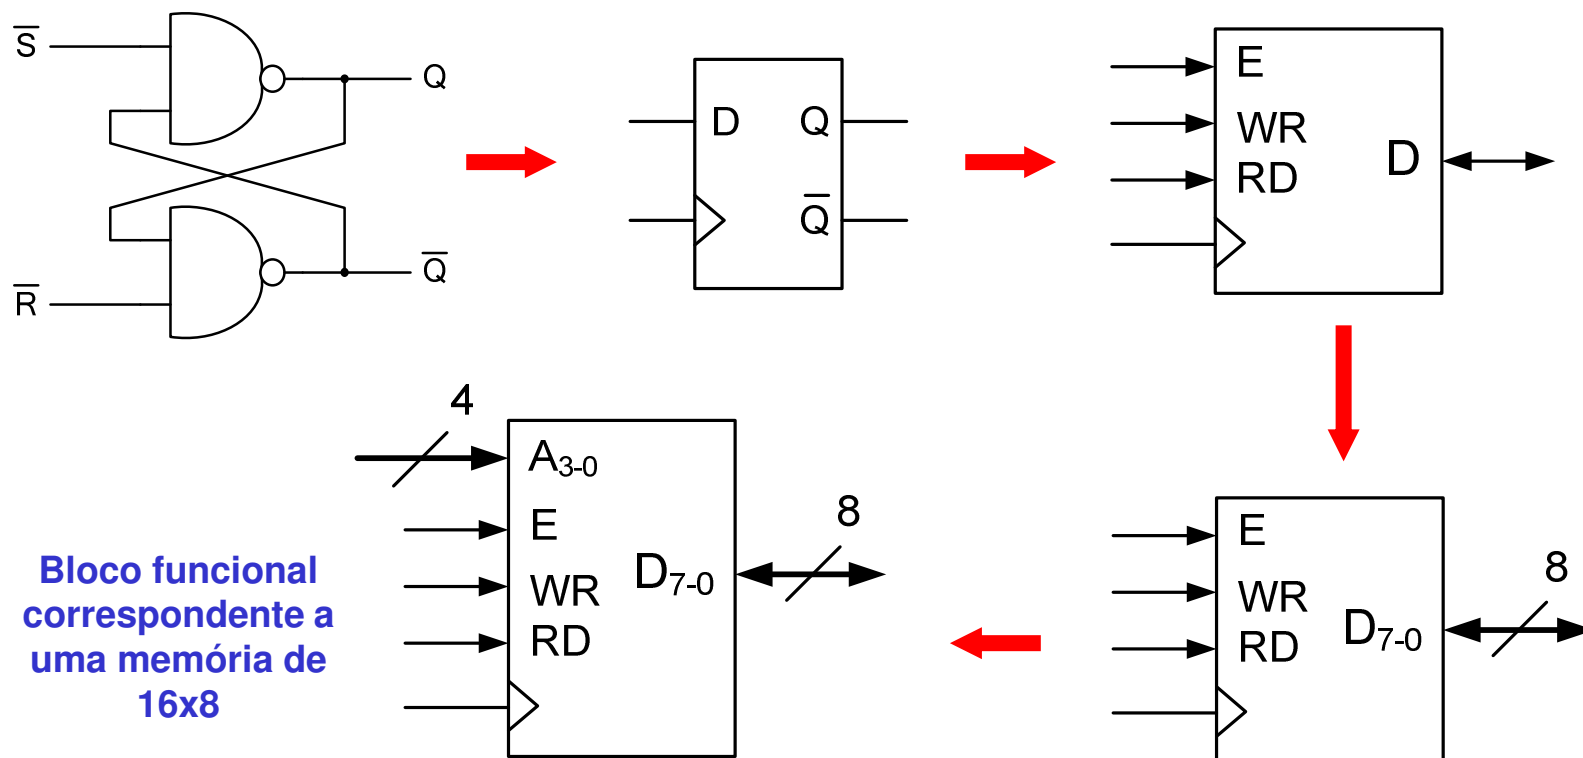 S̅
Q
Q̅
R̅
D Q
Q̅
E
WR
D
RD
4
A3-0
E
8
D7-0
WR
RD
E
8
WR
D7-0
RD
Bloco funcional
correspondente a
uma memória de
16x8